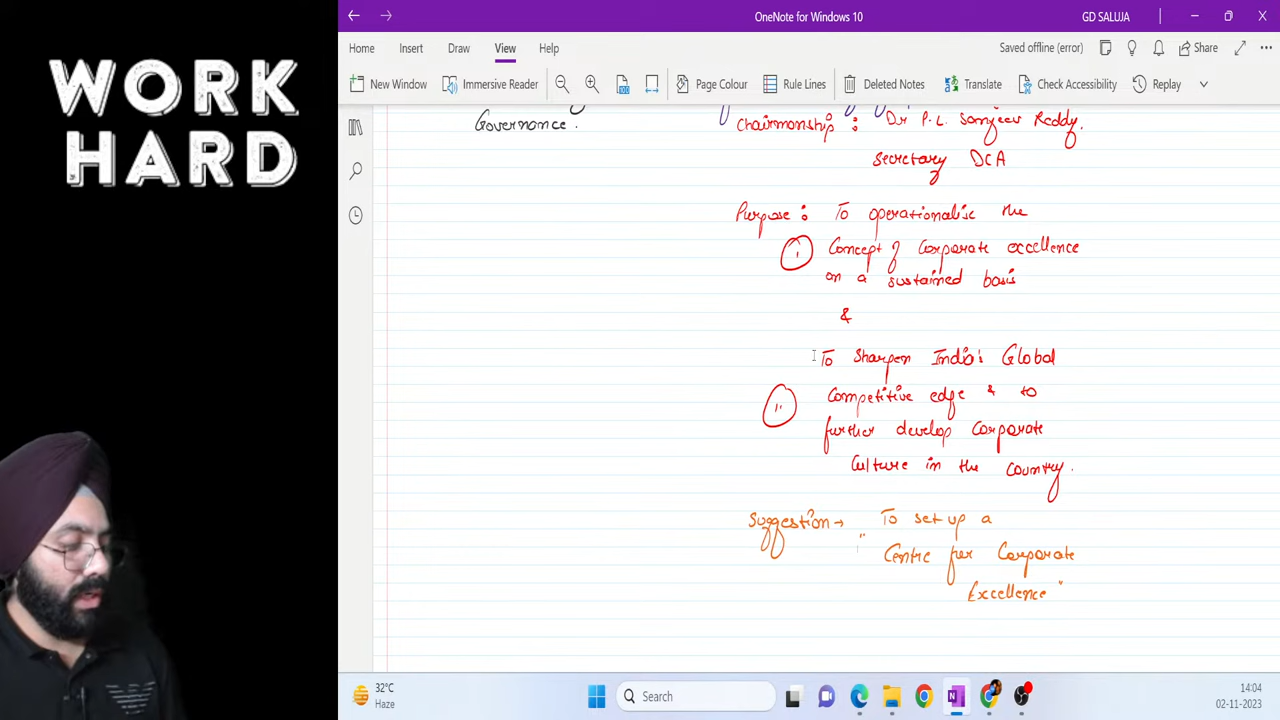 WORK
HARD
OneNote for Windows 10
GD SALUJA
Home Insert Draw View Help
Saved offline (error)
Share
New Window
Immersive Reader
Page Colour
Rule Lines
Deleted Notes
Translate
Check Accessibility
Replay
Governance.
Chairmonship : Dr P.L. Sanjeev Reddy.
Secretary DCA
Purpose : To operationalise the
(i) Concept of Corporate excellence
on a sustained basis
&
To Sharpen India's Global
(ii) Competitive edge & to
further develop Corporate
Culture in the Country.
Suggestion → To set up a
" Centre for Corporate
Excellence"
32°C
Haze
Search
14:04
02-11-2023